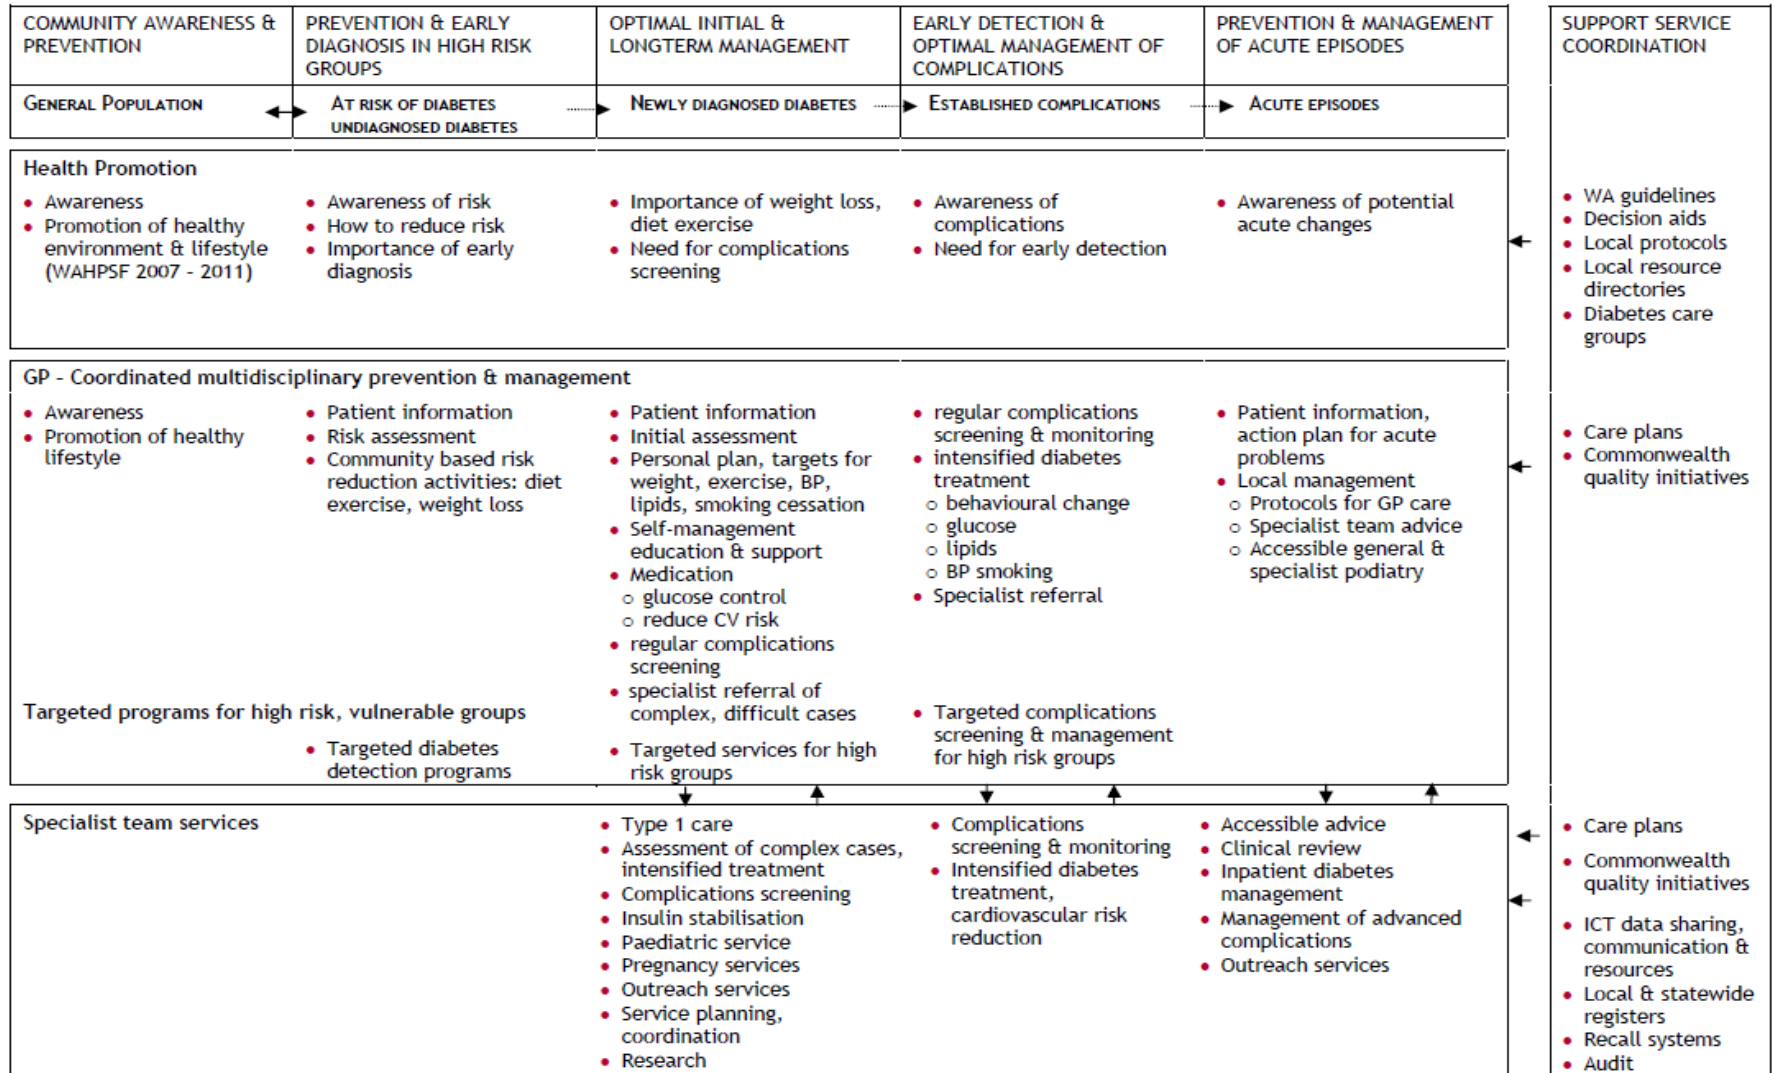 COMMUNITY AWARENESS &
PREVENTION
PREVENTION & EARLY
DIAGNOSIS IN HIGH RISK
GROUPS
OPTIMAL INITIAL &
LONGTERM MANAGEMENT
EARLY DETECTION &
OPTIMAL MANAGEMENT OF
COMPLICATIONS
PREVENTION & MANAGEMENT
OF ACUTE EPISODES
SUPPORT SERVICE
COORDINATION
GENERAL POPULATION
AT RISK OF DIABETES
UNDIAGNOSED DIABETES
NEWLY DIAGNOSED DIABETES
ESTABLISHED COMPLICATIONS
ACUTE EPISODES
Health Promotion
• Awareness
• Promotion of healthy
environment & lifestyle
(WAHPSF 2007 - 2011)
• Awareness of risk
• How to reduce risk
• Importance of early
diagnosis
• Importance of weight loss,
diet exercise
• Need for complications
screening
• Awareness of
complications
• Need for early detection
• Awareness of potential
acute changes
• WA guidelines
• Decision aids
• Local protocols
• Local resource
directories
• Diabetes care
groups
GP - Coordinated multidisciplinary prevention & management
• Awareness
• Promotion of healthy
lifestyle
• Patient information
• Risk assessment
• Community based risk
reduction activities: diet
exercise, weight loss
• Patient information
• Initial assessment
• Personal plan, targets for
weight, exercise, BP,
lipids, smoking cessation
• Self-management
education & support
• Medication
o glucose control
o reduce CV risk
• regular complications
screening
• specialist referral of
complex, difficult cases
• regular complications
screening & monitoring
• intensified diabetes
treatment
o behavioural change
o glucose
o lipids
o BP smoking
• Specialist referral
• Patient information,
action plan for acute
problems
• Local management
o Protocols for GP care
o Specialist team advice
o Accessible general &
specialist podiatry
• Care plans
• Commonwealth
quality initiatives
Targeted programs for high risk, vulnerable groups
• Targeted diabetes
detection programs
• Targeted services for high
risk groups
• Targeted complications
screening & management
for high risk groups
Specialist team services
• Type 1 care
• Assessment of complex cases,
intensified treatment
• Complications screening
• Insulin stabilisation
• Paediatric service
• Pregnancy services
• Outreach services
• Service planning,
coordination
• Research
• Complications
screening & monitoring
• Intensified diabetes
treatment,
cardiovascular risk
reduction
• Accessible advice
• Clinical review
• Inpatient diabetes
management
• Management of advanced
complications
• Outreach services
• Care plans
• Commonwealth
quality initiatives
• ICT data sharing,
communication &
resources
• Local & statewide
registers
• Recall systems
• Audit